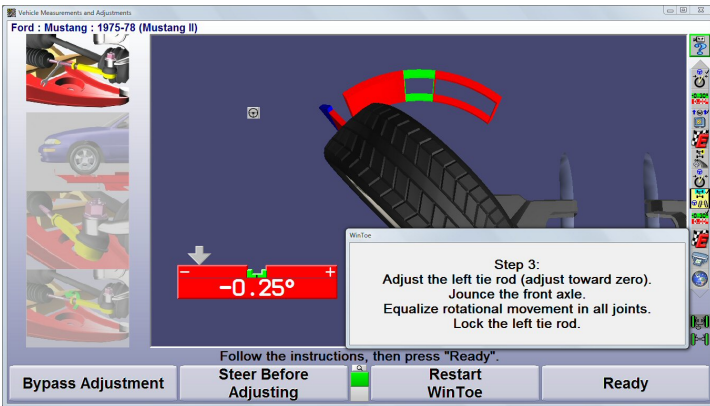 Vehicle Measurements and Adjustments
Ford : Mustang : 1975-78 (Mustang II)
WinToe
Step 3:
Adjust the left tie rod (adjust toward zero).
Jounce the front axle.
Equalize rotational movement in all joints.
Lock the left tie rod.
− +
-0.25°
Follow the instructions, then press "Ready".
Bypass Adjustment
Steer Before
Adjusting
Restart
WinToe
Ready